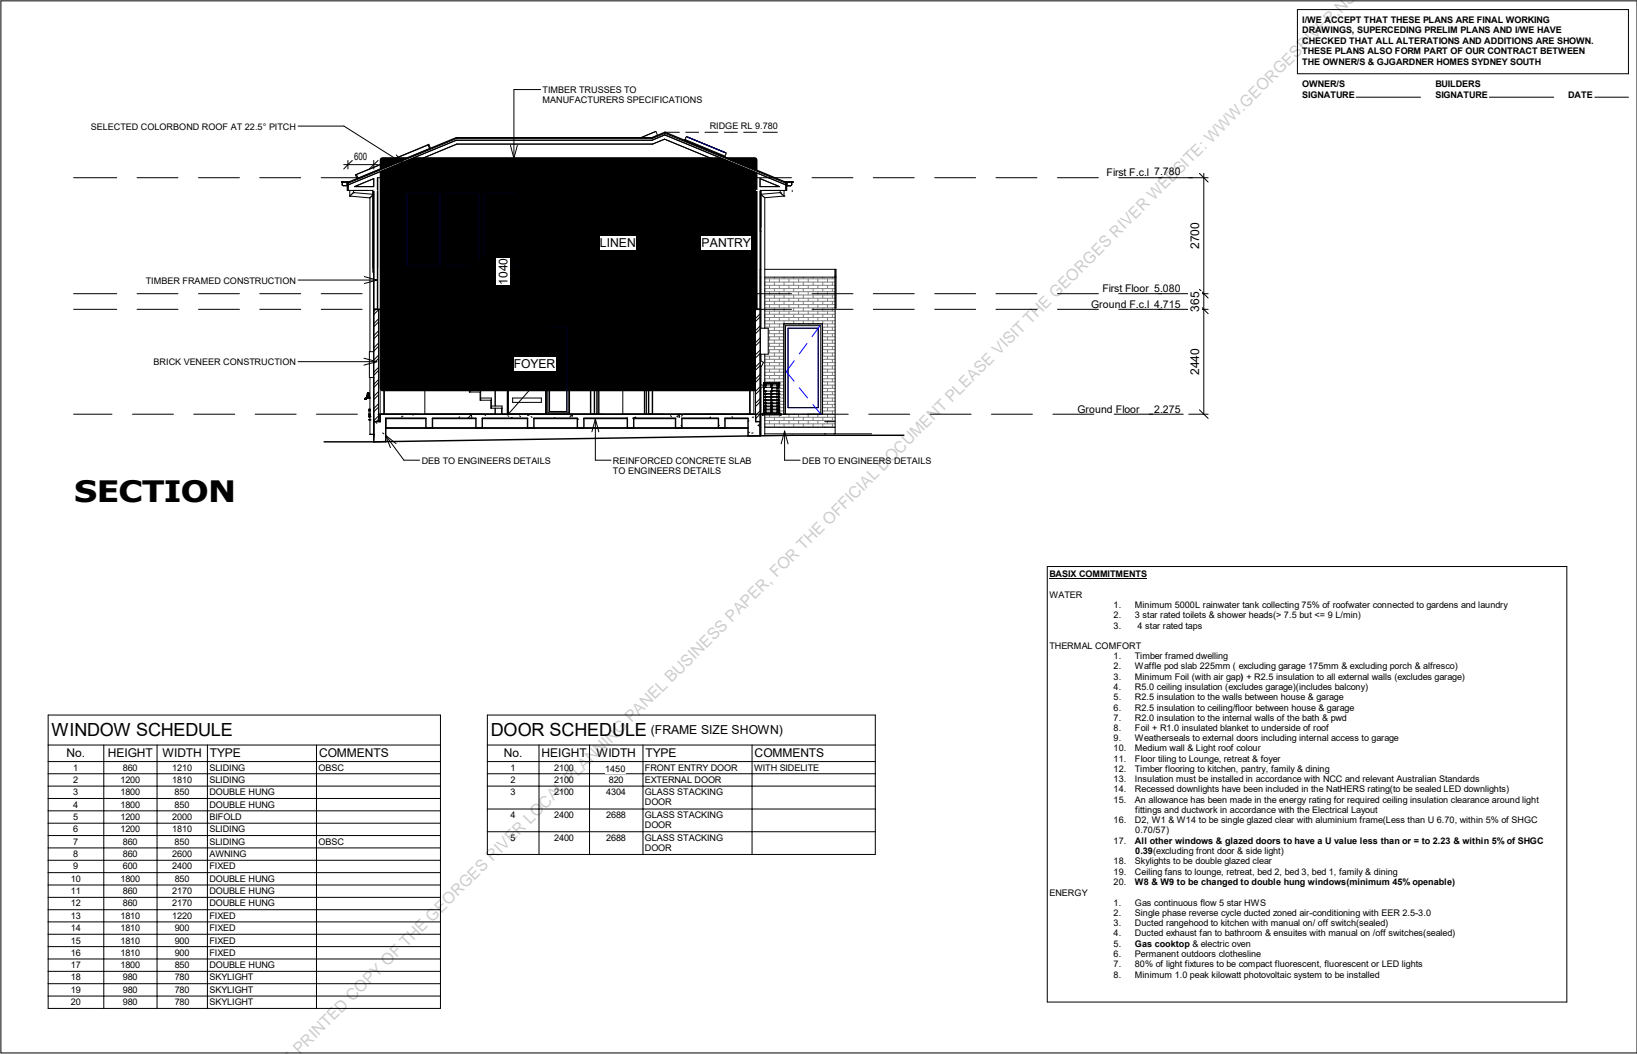 I/WE ACCEPT THAT THESE PLANS ARE FINAL WORKING
DRAWINGS, SUPERCEDING PRELIM PLANS AND I/WE HAVE
CHECKED THAT ALL ALTERATIONS AND ADDITIONS ARE SHOWN.
THESE PLANS ALSO FORM PART OF OUR CONTRACT BETWEEN
THE OWNER/S & GJGARDNER HOMES SYDNEY SOUTH
OWNER/S BUILDERS
SIGNATURE SIGNATURE DATE
TIMBER TRUSSES TO
MANUFACTURERS SPECIFICATIONS
SELECTED COLORBOND ROOF AT 22.5° PITCH
RIDGE RL 9.780
600
First F.c.l 7.780
2700
LINEN PANTRY
1040
TIMBER FRAMED CONSTRUCTION
First Floor 5.080
365
Ground F.c.l 4.715
BRICK VENEER CONSTRUCTION
FOYER
2440
Ground Floor 2.275
DEB TO ENGINEERS DETAILS
REINFORCED CONCRETE SLAB
TO ENGINEERS DETAILS
DEB TO ENGINEERS DETAILS
SECTION
WINDOW SCHEDULE
No. HEIGHT WIDTH TYPE COMMENTS
1 860 1210 SLIDING OBSC
2 1200 1810 SLIDING
3 1800 850 DOUBLE HUNG
4 1800 850 DOUBLE HUNG
5 1200 2000 BIFOLD
6 1200 1810 SLIDING
7 860 850 SLIDING OBSC
8 860 2600 AWNING
9 600 2400 FIXED
10 1800 850 DOUBLE HUNG
11 860 2170 DOUBLE HUNG
12 860 2170 DOUBLE HUNG
13 1810 1220 FIXED
14 1810 900 FIXED
15 1810 900 FIXED
16 1810 900 FIXED
17 1800 850 DOUBLE HUNG
18 980 780 SKYLIGHT
19 980 780 SKYLIGHT
20 980 780 SKYLIGHT
DOOR SCHEDULE (FRAME SIZE SHOWN)
No. HEIGHT WIDTH TYPE COMMENTS
1 2100 1450 FRONT ENTRY DOOR WITH SIDELITE
2 2100 820 EXTERNAL DOOR
3 2100 4304 GLASS STACKING
DOOR
4 2400 2688 GLASS STACKING
DOOR
5 2400 2688 GLASS STACKING
DOOR
BASIX COMMITMENTS
WATER
1. Minimum 5000L rainwater tank collecting 75% of roofwater connected to gardens and laundry
2. 3 star rated toilets & shower heads(> 7.5 but <= 9 L/min)
3. 4 star rated taps
THERMAL COMFORT
1. Timber framed dwelling
2. Waffle pod slab 225mm ( excluding garage 175mm & excluding porch & alfresco)
3. Minimum Foil (with air gap) + R2.5 insulation to all external walls (excludes garage)
4. R5.0 ceiling insulation (excludes garage)(includes balcony)
5. R2.5 insulation to the walls between house & garage
6. R2.5 insulation to ceiling/floor between house & garage
7. R2.0 insulation to the internal walls of the bath & pwd
8. Foil + R1.0 insulated blanket to underside of roof
9. Weatherseals to external doors including internal access to garage
10. Medium wall & Light roof colour
11. Floor tiling to Lounge, retreat & foyer
12. Timber flooring to kitchen, pantry, family & dining
13. Insulation must be installed in accordance with NCC and relevant Australian Standards
14. Recessed downlights have been included in the NatHERS rating(to be sealed LED downlights)
15. An allowance has been made in the energy rating for required ceiling insulation clearance around light
fittings and ductwork in accordance with the Electrical Layout
16. D2, W1 & W14 to be single glazed clear with aluminium frame(Less than U 6.70, within 5% of SHGC
0.70/57)
17. All other windows & glazed doors to have a U value less than or = to 2.23 & within 5% of SHGC
0.39(excluding front door & side light)
18. Skylights to be double glazed clear
19. Ceiling fans to lounge, retreat, bed 2, bed 3, bed 1, family & dining
20. W8 & W9 to be changed to double hung windows(minimum 45% openable)
ENERGY
1. Gas continuous flow 5 star HWS
2. Single phase reverse cycle ducted zoned air-conditioning with EER 2.5-3.0
3. Ducted rangehood to kitchen with manual on/ off switch(sealed)
4. Ducted exhaust fan to bathroom & ensuites with manual on /off switches(sealed)
5. Gas cooktop & electric oven
6. Permanent outdoors clothesline
7. 80% of light fixtures to be compact fluorescent, fluorescent or LED lights
8. Minimum 1.0 peak kilowatt photovoltaic system to be installed
PRINTED COPY OF THE GEORGES RIVER LOCAL PLANNING PANEL BUSINESS PAPER, FOR THE OFFICIAL DOCUMENT PLEASE VISIT THE GEORGES RIVER WEBSITE: WWW.GEORGES